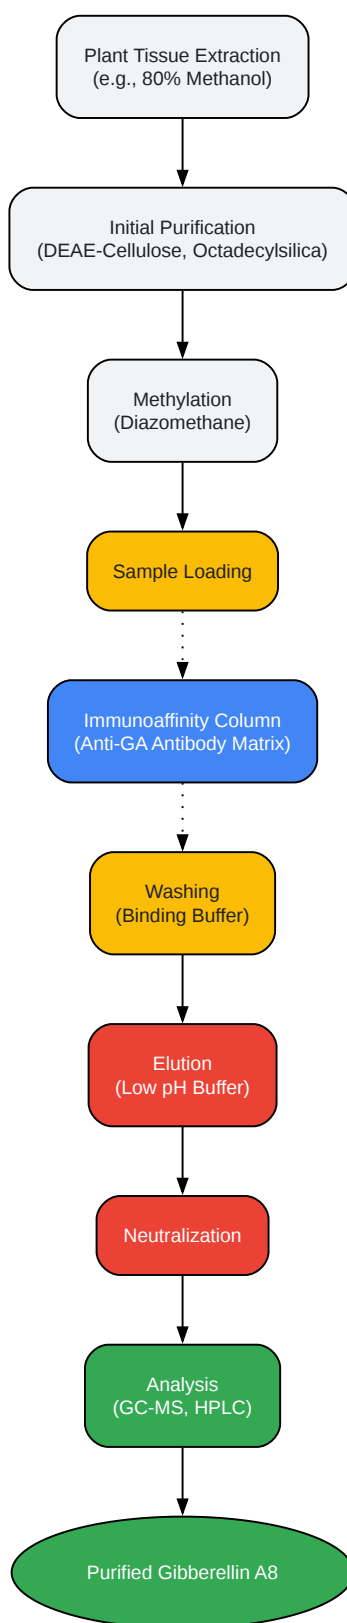 Plant Tissue Extraction
(e.g., 80% Methanol)
Initial Purification
(DEAE-Cellulose, Octadecylsilica)
Methylation
(Diazomethane)
Sample Loading
Immunoaffinity Column
(Anti-GA Antibody Matrix)
Washing
(Binding Buffer)
Elution
(Low pH Buffer)
Neutralization
Analysis
(GC-MS, HPLC)
Purified Gibberellin A8